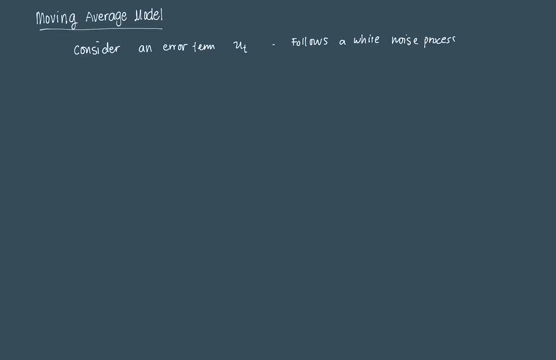 Moving Average Model
Consider an error term u_t . Follows a white noise process